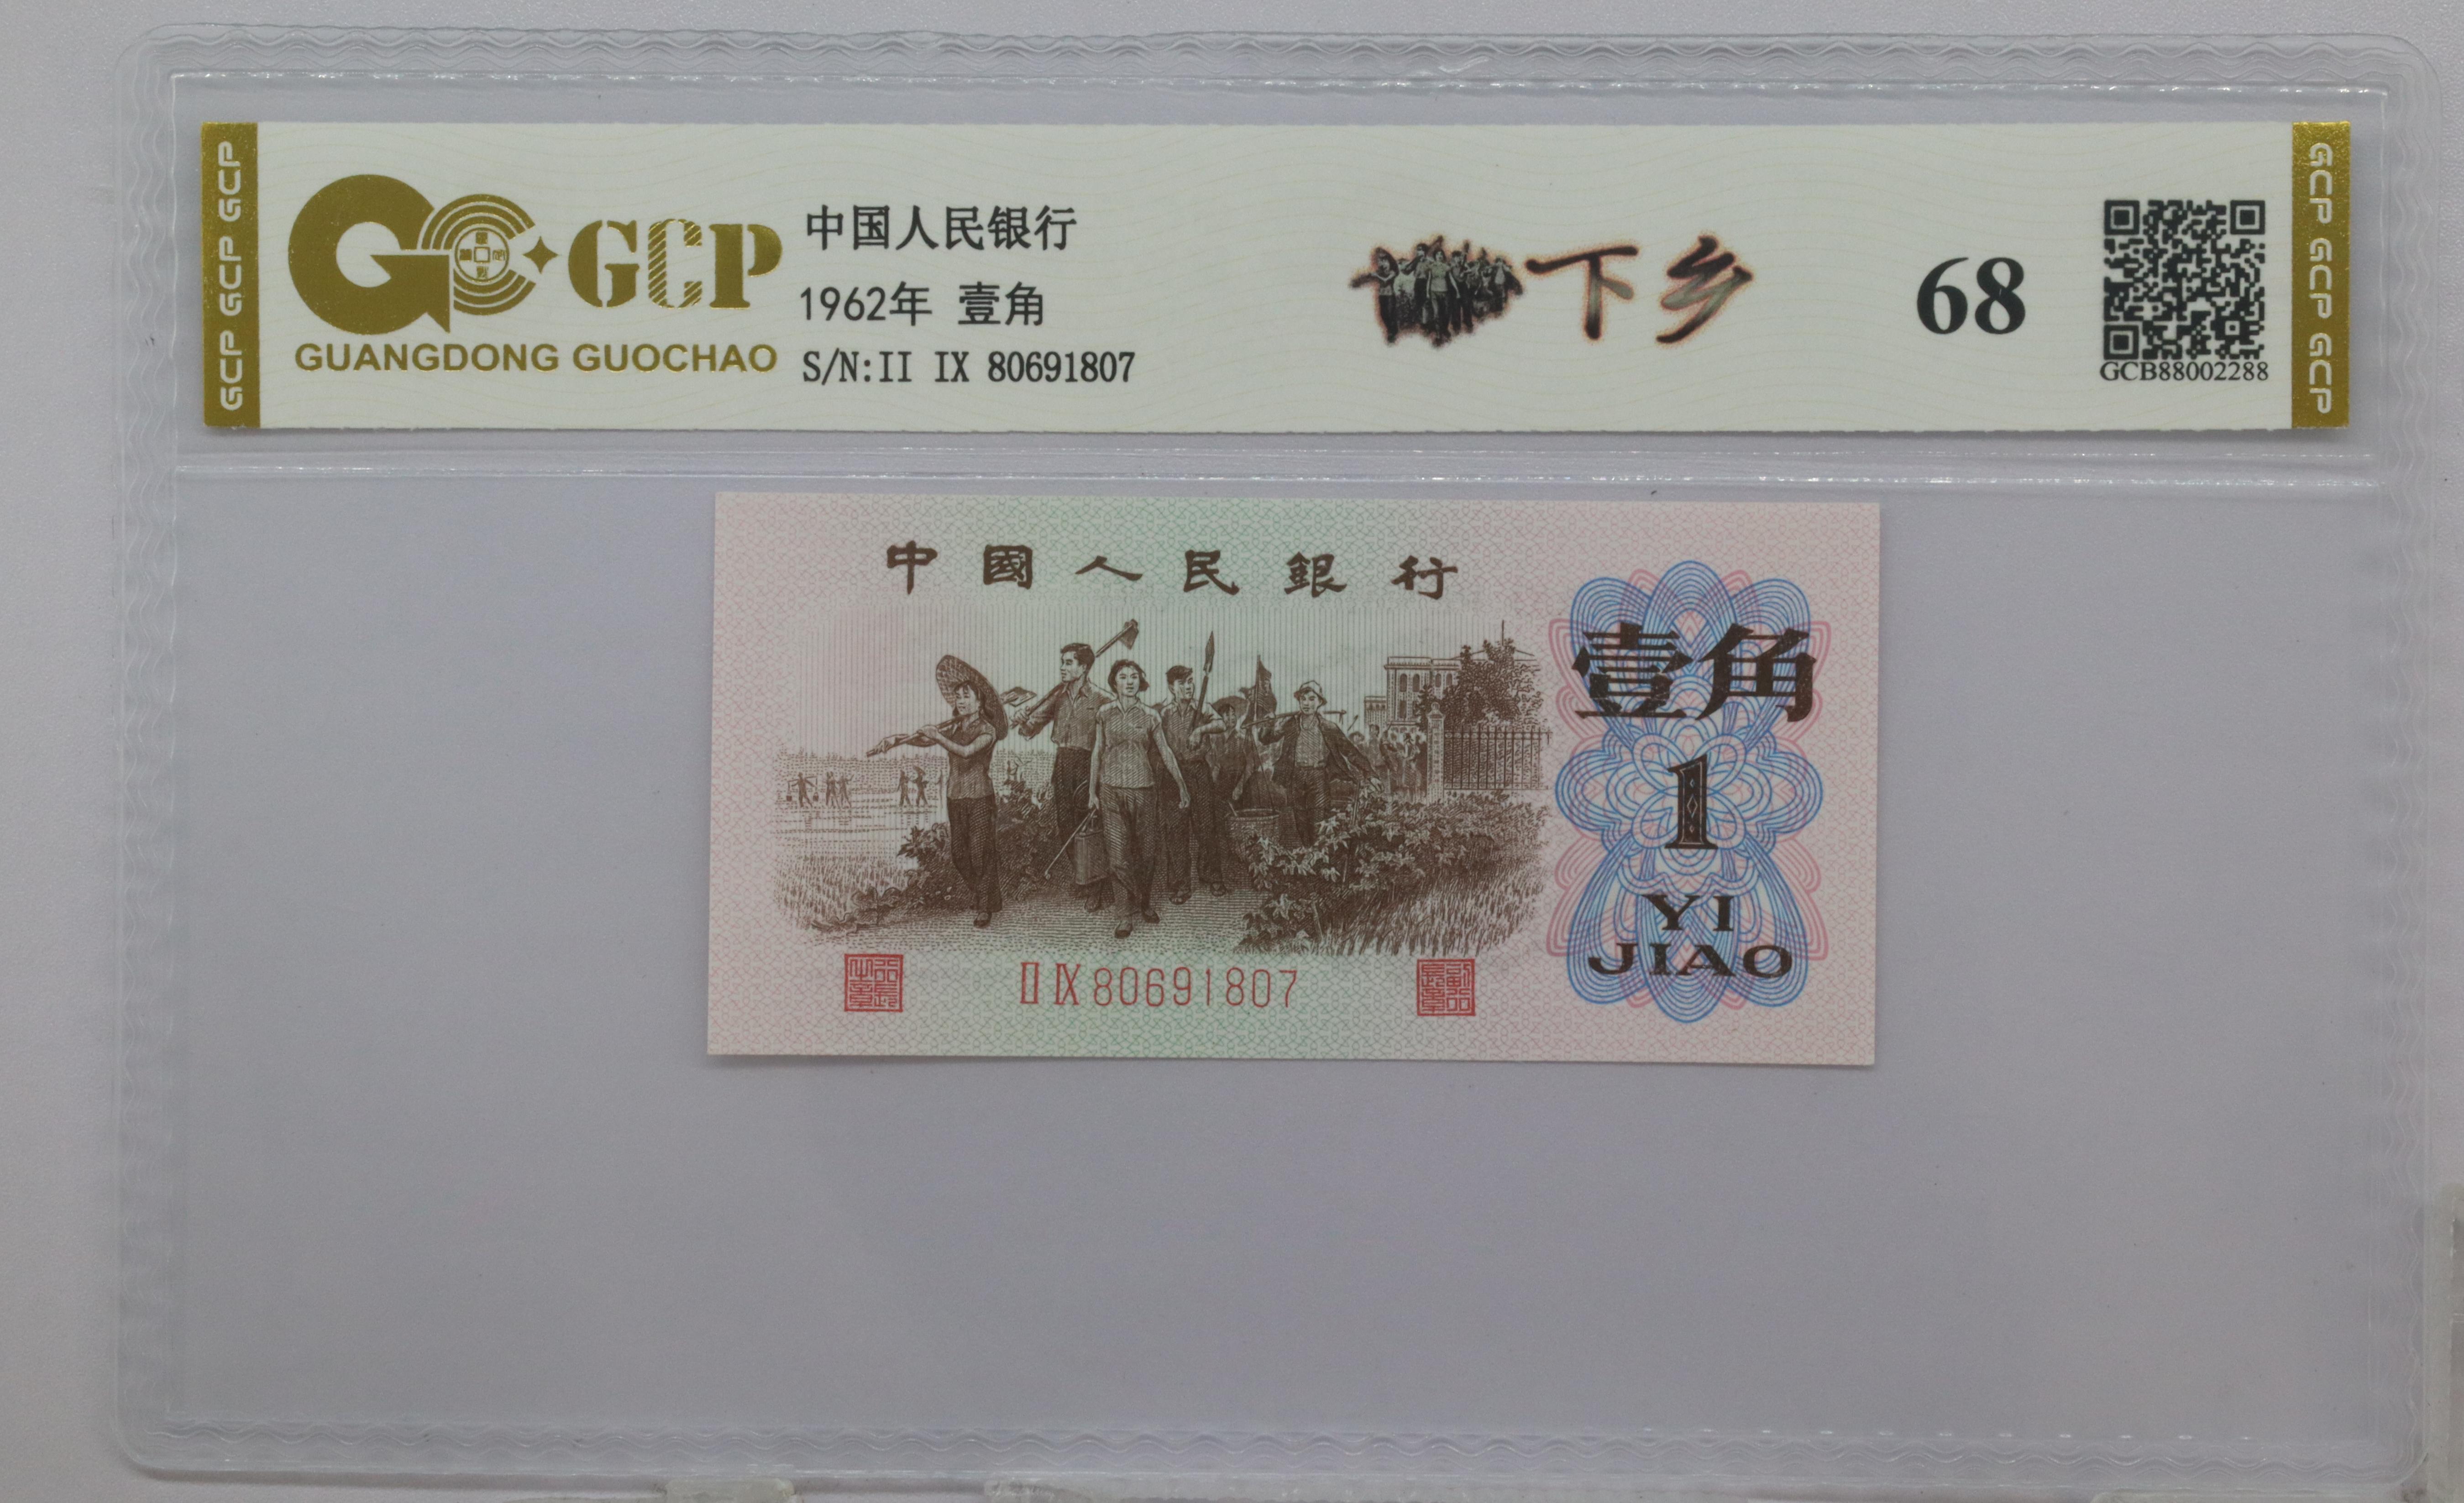 GCP GCP GCP
GCP
GUANGDONG GUOCHAO
中国人民银行
1962年 壹角
S/N:II IX 80691807
下乡
68
GCB88002288
GCP GCP GCP
中國人民銀行
壹角
1
YI
JIAO
II IX 80691807